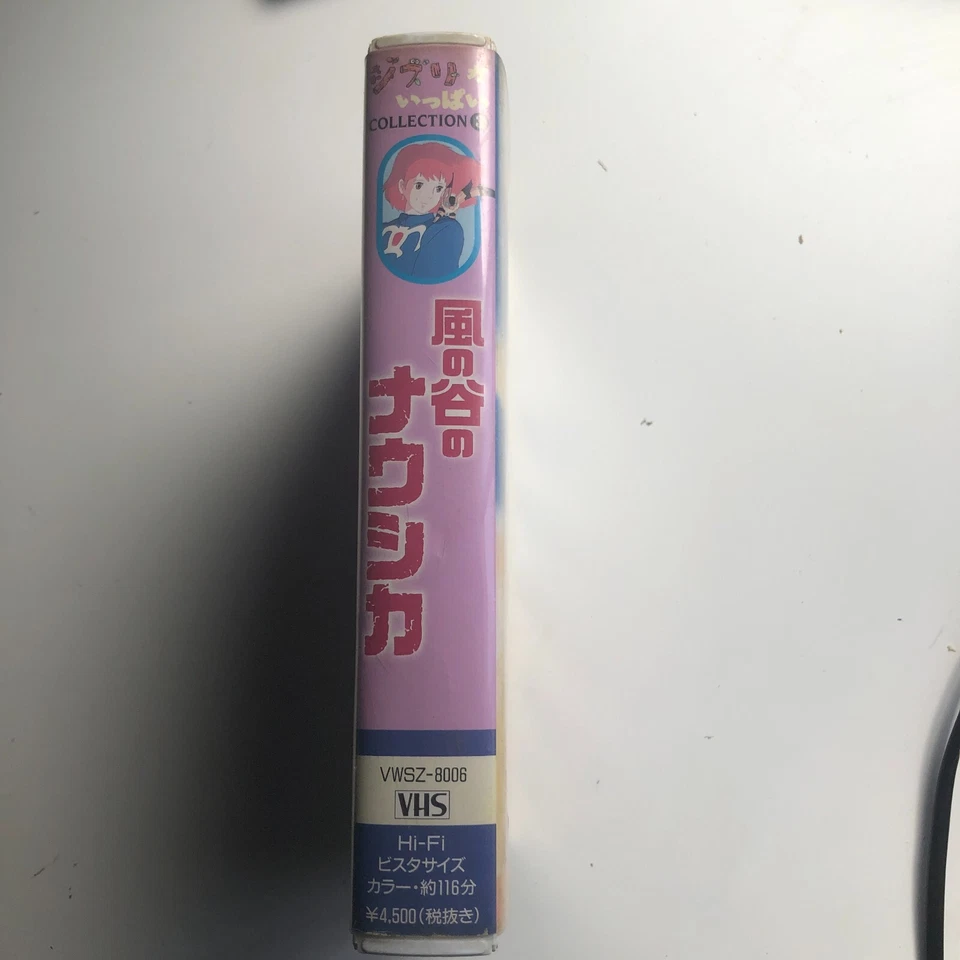 ジブリが
いっぱい
COLLECTION
風の谷の
ナウシカ
VWSZ-8006
VHS
Hi-Fi
ビスタサイズ
カラー・約116分
¥4,500(税抜き)